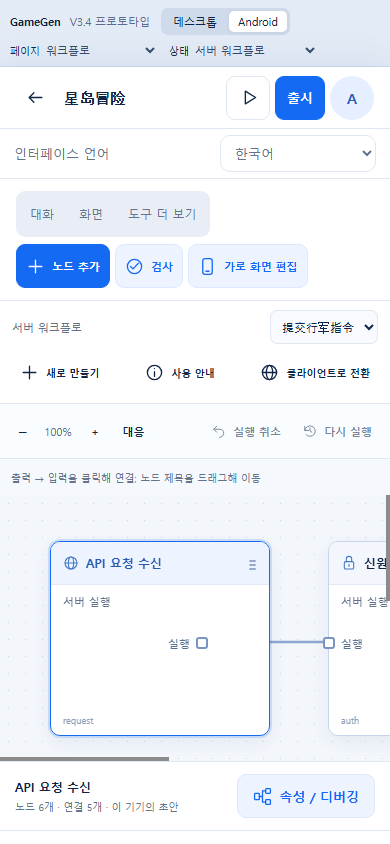 GameGen V3.4 프로토타입 데스크톱 Android
페이지 워크플로 상태 서버 워크플로
星岛冒险 출시 A
인터페이스 언어 한국어
대화 화면 도구 더 보기
노드 추가 검사 가로 화면 편집
서버 워크플로 提交行军指令
새로 만들기 사용 안내 클라이언트로 전환
− 100% + 대응 실행 취소 다시 실행
출력 → 입력을 클릭해 연결; 노드 제목을 드래그해 이동
API 요청 수신 신원
서버 실행 서버 실행
실행 실행
request auth
API 요청 수신
노드 6개 · 연결 5개 · 이 기기의 초안
속성 / 디버깅